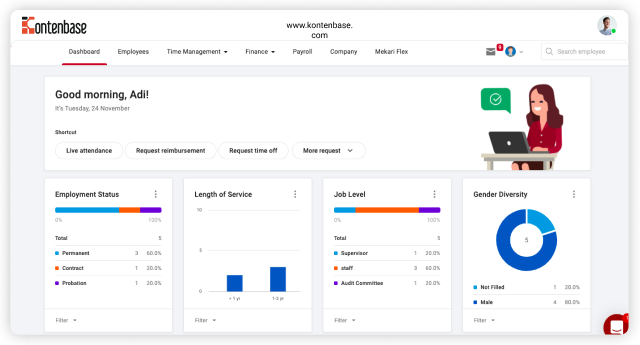 Kontenbase
www.kontenbase.
com
Dashboard Employees Time Management Finance Payroll Company Mekari Flex 9 Search employee
Good morning, Adi!
It's Tuesday, 24 November
Shortcut
Live attendance Request reimbursement Request time off More request
Employment Status
0% 100%
Total 5
Permanent 3 60.0%
Contract 1 20.0%
Probation 1 20.0%
Filter
Length of Service
10
5
0
< 1 yr 1-3 yr
Filter
Job Level
0% 100%
Total 5
Supervisor 1 20.0%
staff 3 60.0%
Audit Committee 1 20.0%
Filter
Gender Diversity
5
Not Filled 1 20.0%
Male 4 80.0%
Filter